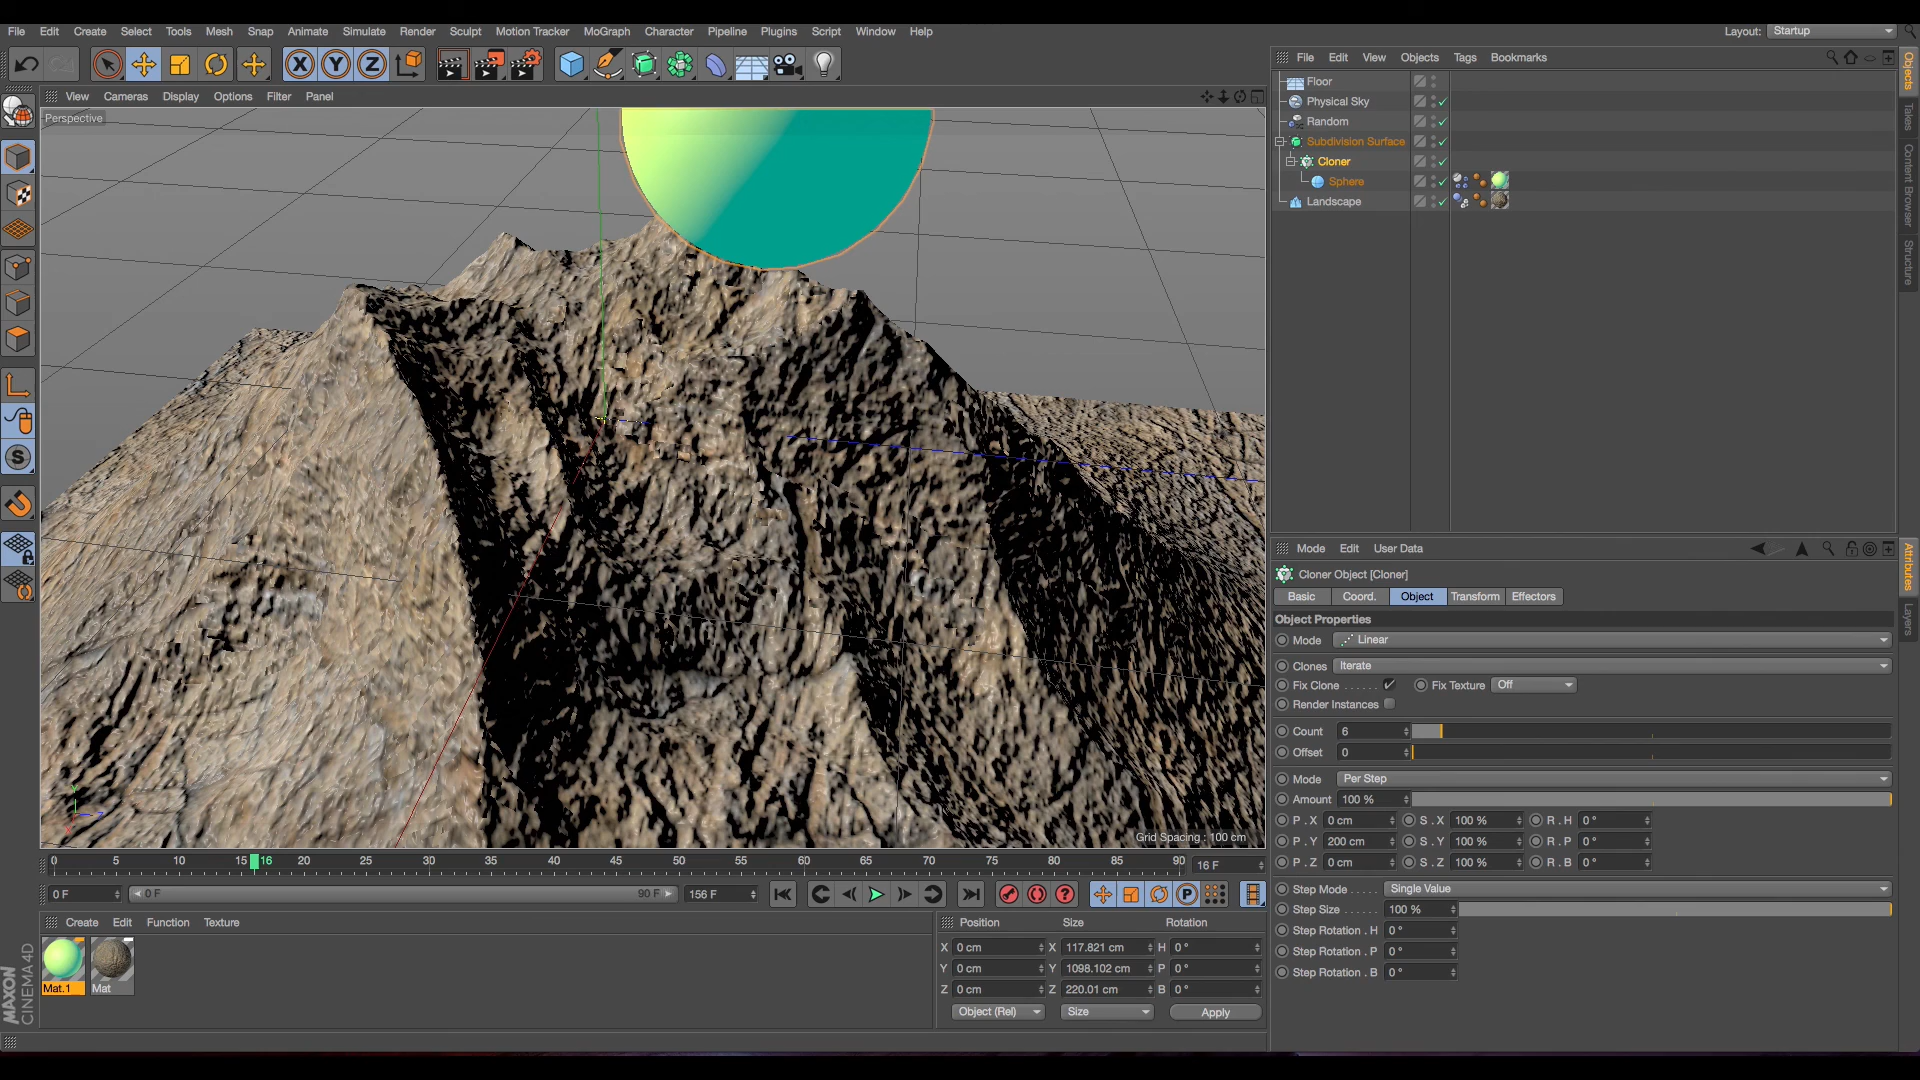 File Edit Create Select Tools Mesh Snap Animate Simulate Render Sculpt Motion Tracker MoGraph Character Pipeline Plugins Script Window Help
Layout: Startup
X Y Z
File Edit View Objects Tags Bookmarks
View Cameras Display Options Filter Panel
Perspective
Floor
Physical Sky
Random
Subdivision Surface
Cloner
Sphere
Landscape
Objects
Takes
Content Browser
Structure
Mode Edit User Data
Attributes
Layers
Cloner Object [Cloner]
Basic Coord. Object Transform Effectors
Object Properties
Mode Linear
Clones Iterate
Fix Clone Fix Texture Off
Render Instances
Count 6
Offset 0
Mode Per Step
Amount 100 %
P . X 0 cm S . X 100 % R . H 0 °
P . Y 200 cm S . Y 100 % R . P 0 °
P . Z 0 cm S . Z 100 % R . B 0 °
Step Mode Single Value
Step Size 100 %
Step Rotation . H 0 °
Step Rotation . P 0 °
Step Rotation . B 0 °
Grid Spacing : 100 cm
Y
Z
0 5 10 15 16 20 25 30 35 40 45 50 55 60 65 70 75 80 85 90
16 F
0 F 0 F 90 F 156 F
Create Edit Function Texture
Mat.1 Mat
Position Size Rotation
X 0 cm X 117.821 cm H 0 °
Y 0 cm Y 1098.102 cm P 0 °
Z 0 cm Z 220.01 cm B 0 °
Object (Rel) Size Apply
MAXON
CINEMA 4D